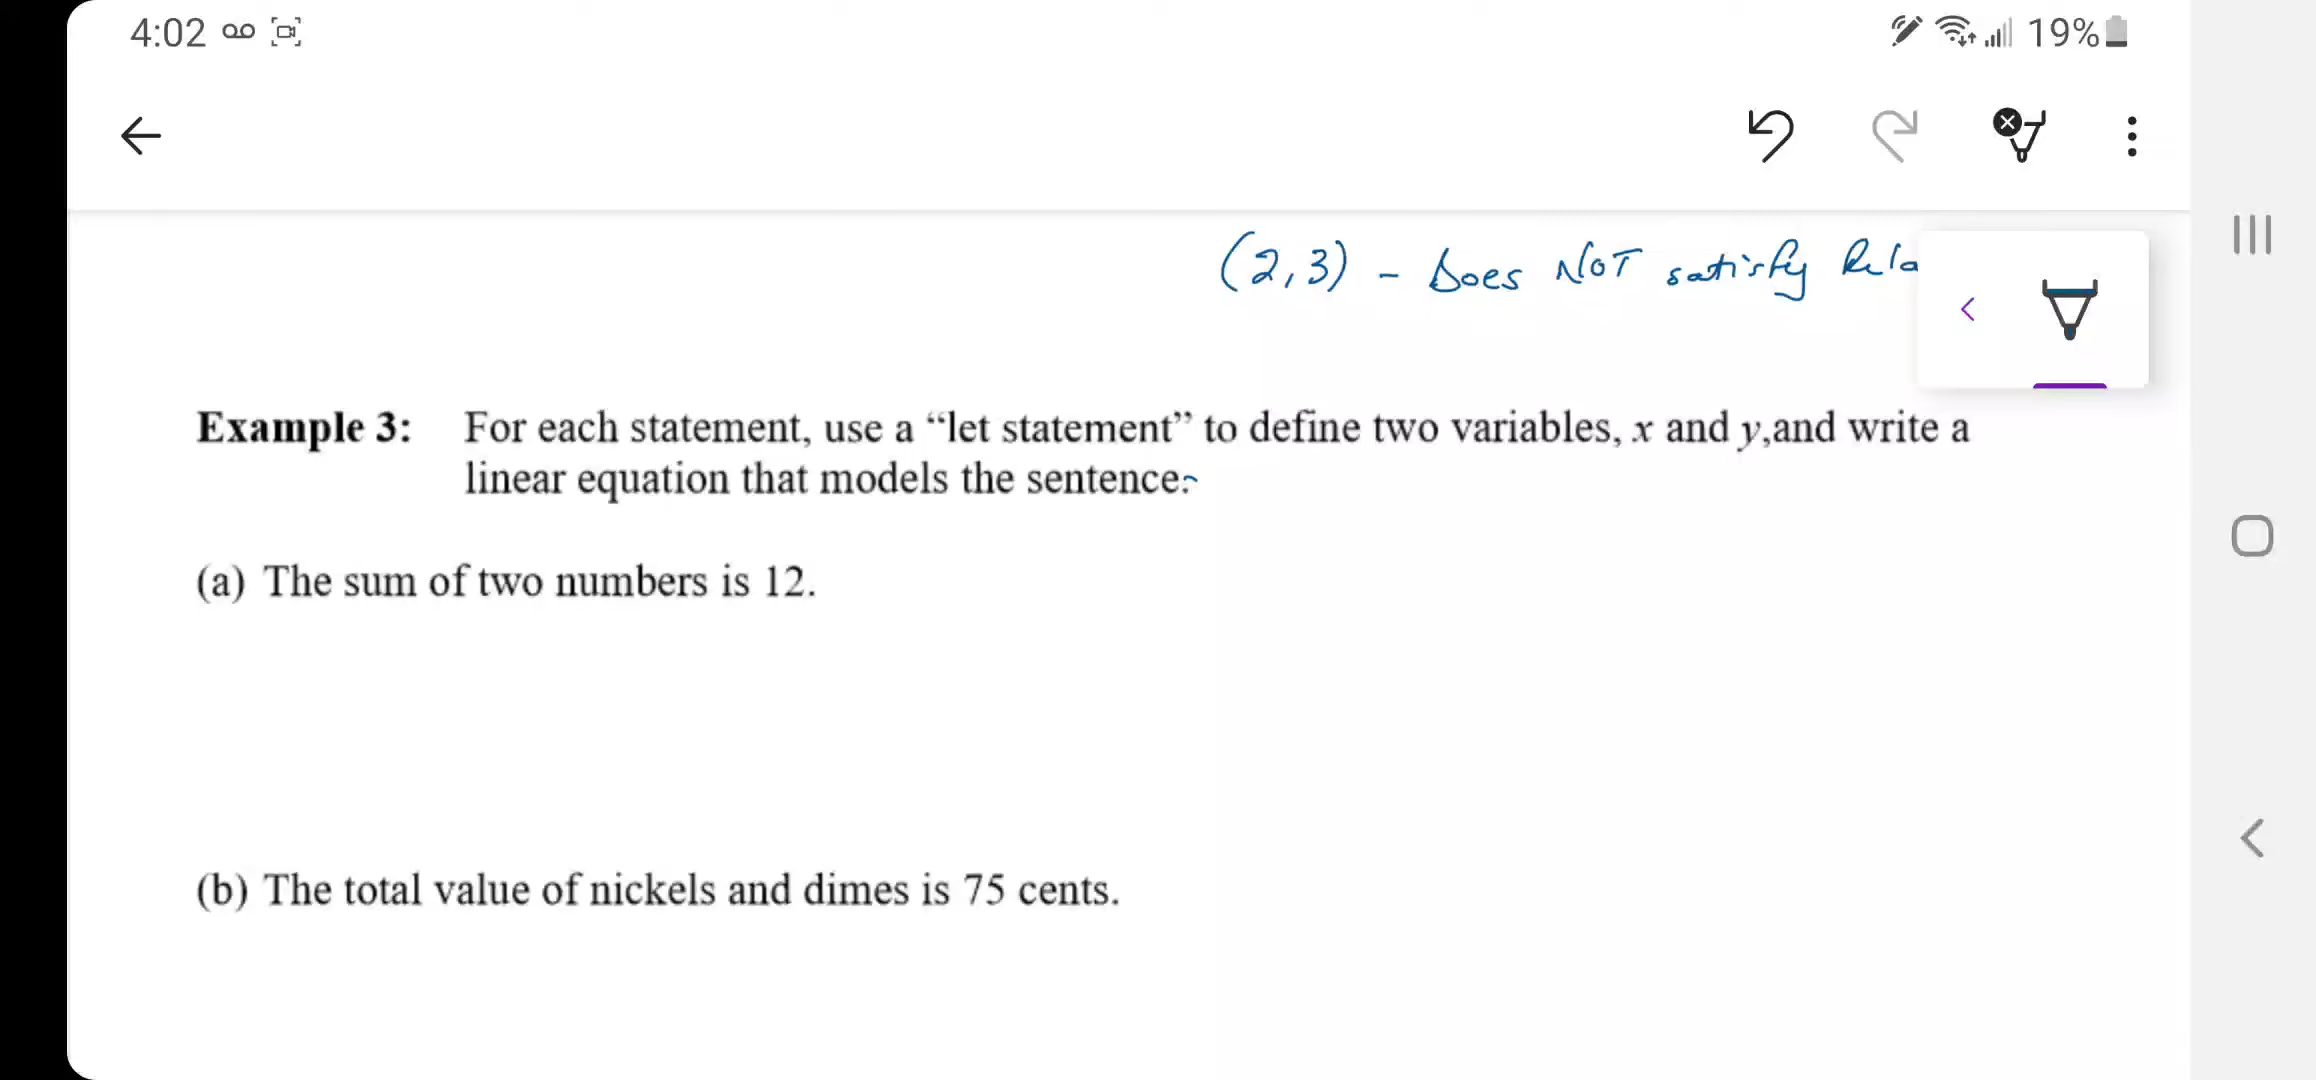 4:02
19%
(2,3) - Does NOT satisfy
Example 3: For each statement, use a “let statement” to define two variables, x and y,and write a
linear equation that models the sentence.
(a) The sum of two numbers is 12.
(b) The total value of nickels and dimes is 75 cents.